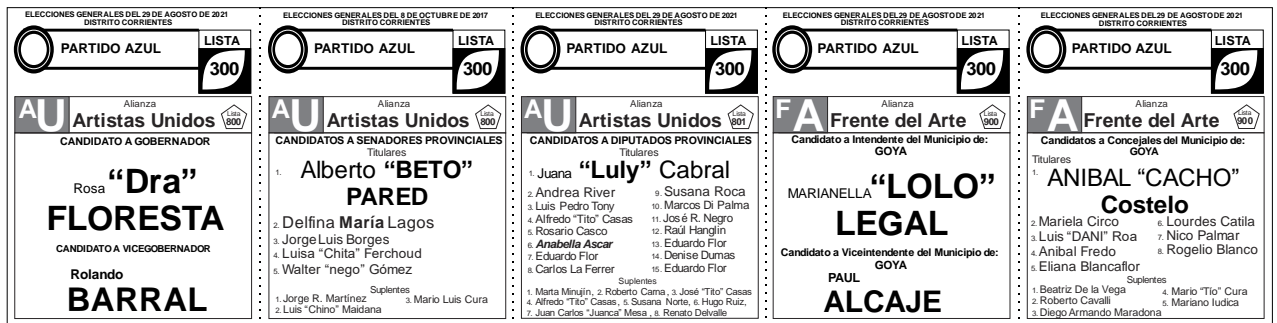 ELECCIONES GENERALES DEL 29 DE AGOSTO DE 2021
DISTRITO CORRIENTES
PARTIDO AZUL
LISTA
300
AU
Alianza
Artistas Unidos
Lista
800
CANDIDATO A GOBERNADOR
Rosa "Dra"
FLORESTA
CANDIDATO A VICEGOBERNADOR
Rolando
BARRAL
ELECCIONES GENERALES DEL 8 DE OCTUBRE DE 2017
DISTRITO CORRIENTES
PARTIDO AZUL
LISTA
300
AU
Alianza
Artistas Unidos
Lista
800
CANDIDATOS A SENADORES PROVINCIALES
Titulares
1. Alberto "BETO"
PARED
2. Delfina María Lagos
3. Jorge Luis Borges
4. Luisa "Chita" Ferchoud
5. Walter "nego" Gómez
Suplentes
1. Jorge R. Martínez
2. Luis "Chino" Maidana
3. Mario Luis Cura
ELECCIONES GENERALES DEL 29 DE AGOSTO DE 2021
DISTRITO CORRIENTES
PARTIDO AZUL
LISTA
300
AU
Alianza
Artistas Unidos
Lista
801
CANDIDATOS A DIPUTADOS PROVINCIALES
Titulares
1. Juana "Luly" Cabral
2. Andrea River
3. Luis Pedro Tony
4. Alfredo "Tito" Casas
5. Rosario Casco
6. Anabella Ascar
7. Eduardo Flor
8. Carlos La Ferrer
9. Susana Roca
10. Marcos Di Palma
11. José R. Negro
12. Raúl Hanglin
13. Eduardo Flor
14. Denise Dumas
15. Eduardo Flor
Suplentes
1. Marta Minujín, 2. Roberto Carna, 3. José "Tito" Casas
4. Alfredo "Tito" Casas, 5. Susana Norte, 6. Hugo Ruiz,
7. Juan Carlos "Juanca" Mesa, 8. Renato Delvalle
ELECCIONES GENERALES DEL 29 DE AGOSTO DE 2021
DISTRITO CORRIENTES
PARTIDO AZUL
LISTA
300
FA
Alianza
Frente del Arte
Lista
900
Candidato a Intendente del Municipio de:
GOYA
MARIANELLA "LOLO"
LEGAL
Candidato a Viceintendente del Municipio de:
GOYA
PAUL
ALCAJE
ELECCIONES GENERALES DEL 29 DE AGOSTO DE 2021
DISTRITO CORRIENTES
PARTIDO AZUL
LISTA
300
FA
Alianza
Frente del Arte
Lista
900
Candidatos a Concejales del Municipio de:
GOYA
Titulares
1. ANIBAL "CACHO"
Costelo
2. Mariela Circo
3. Luis "DANI" Roa
4. Anibal Fredo
5. Eliana Blancaflor
6. Lourdes Catila
7. Nico Palmar
8. Rogelio Blanco
Suplentes
1. Beatriz De la Vega
2. Roberto Cavalli
3. Diego Armando Maradona
4. Mario "Tío" Cura
5. Mariano Iudica